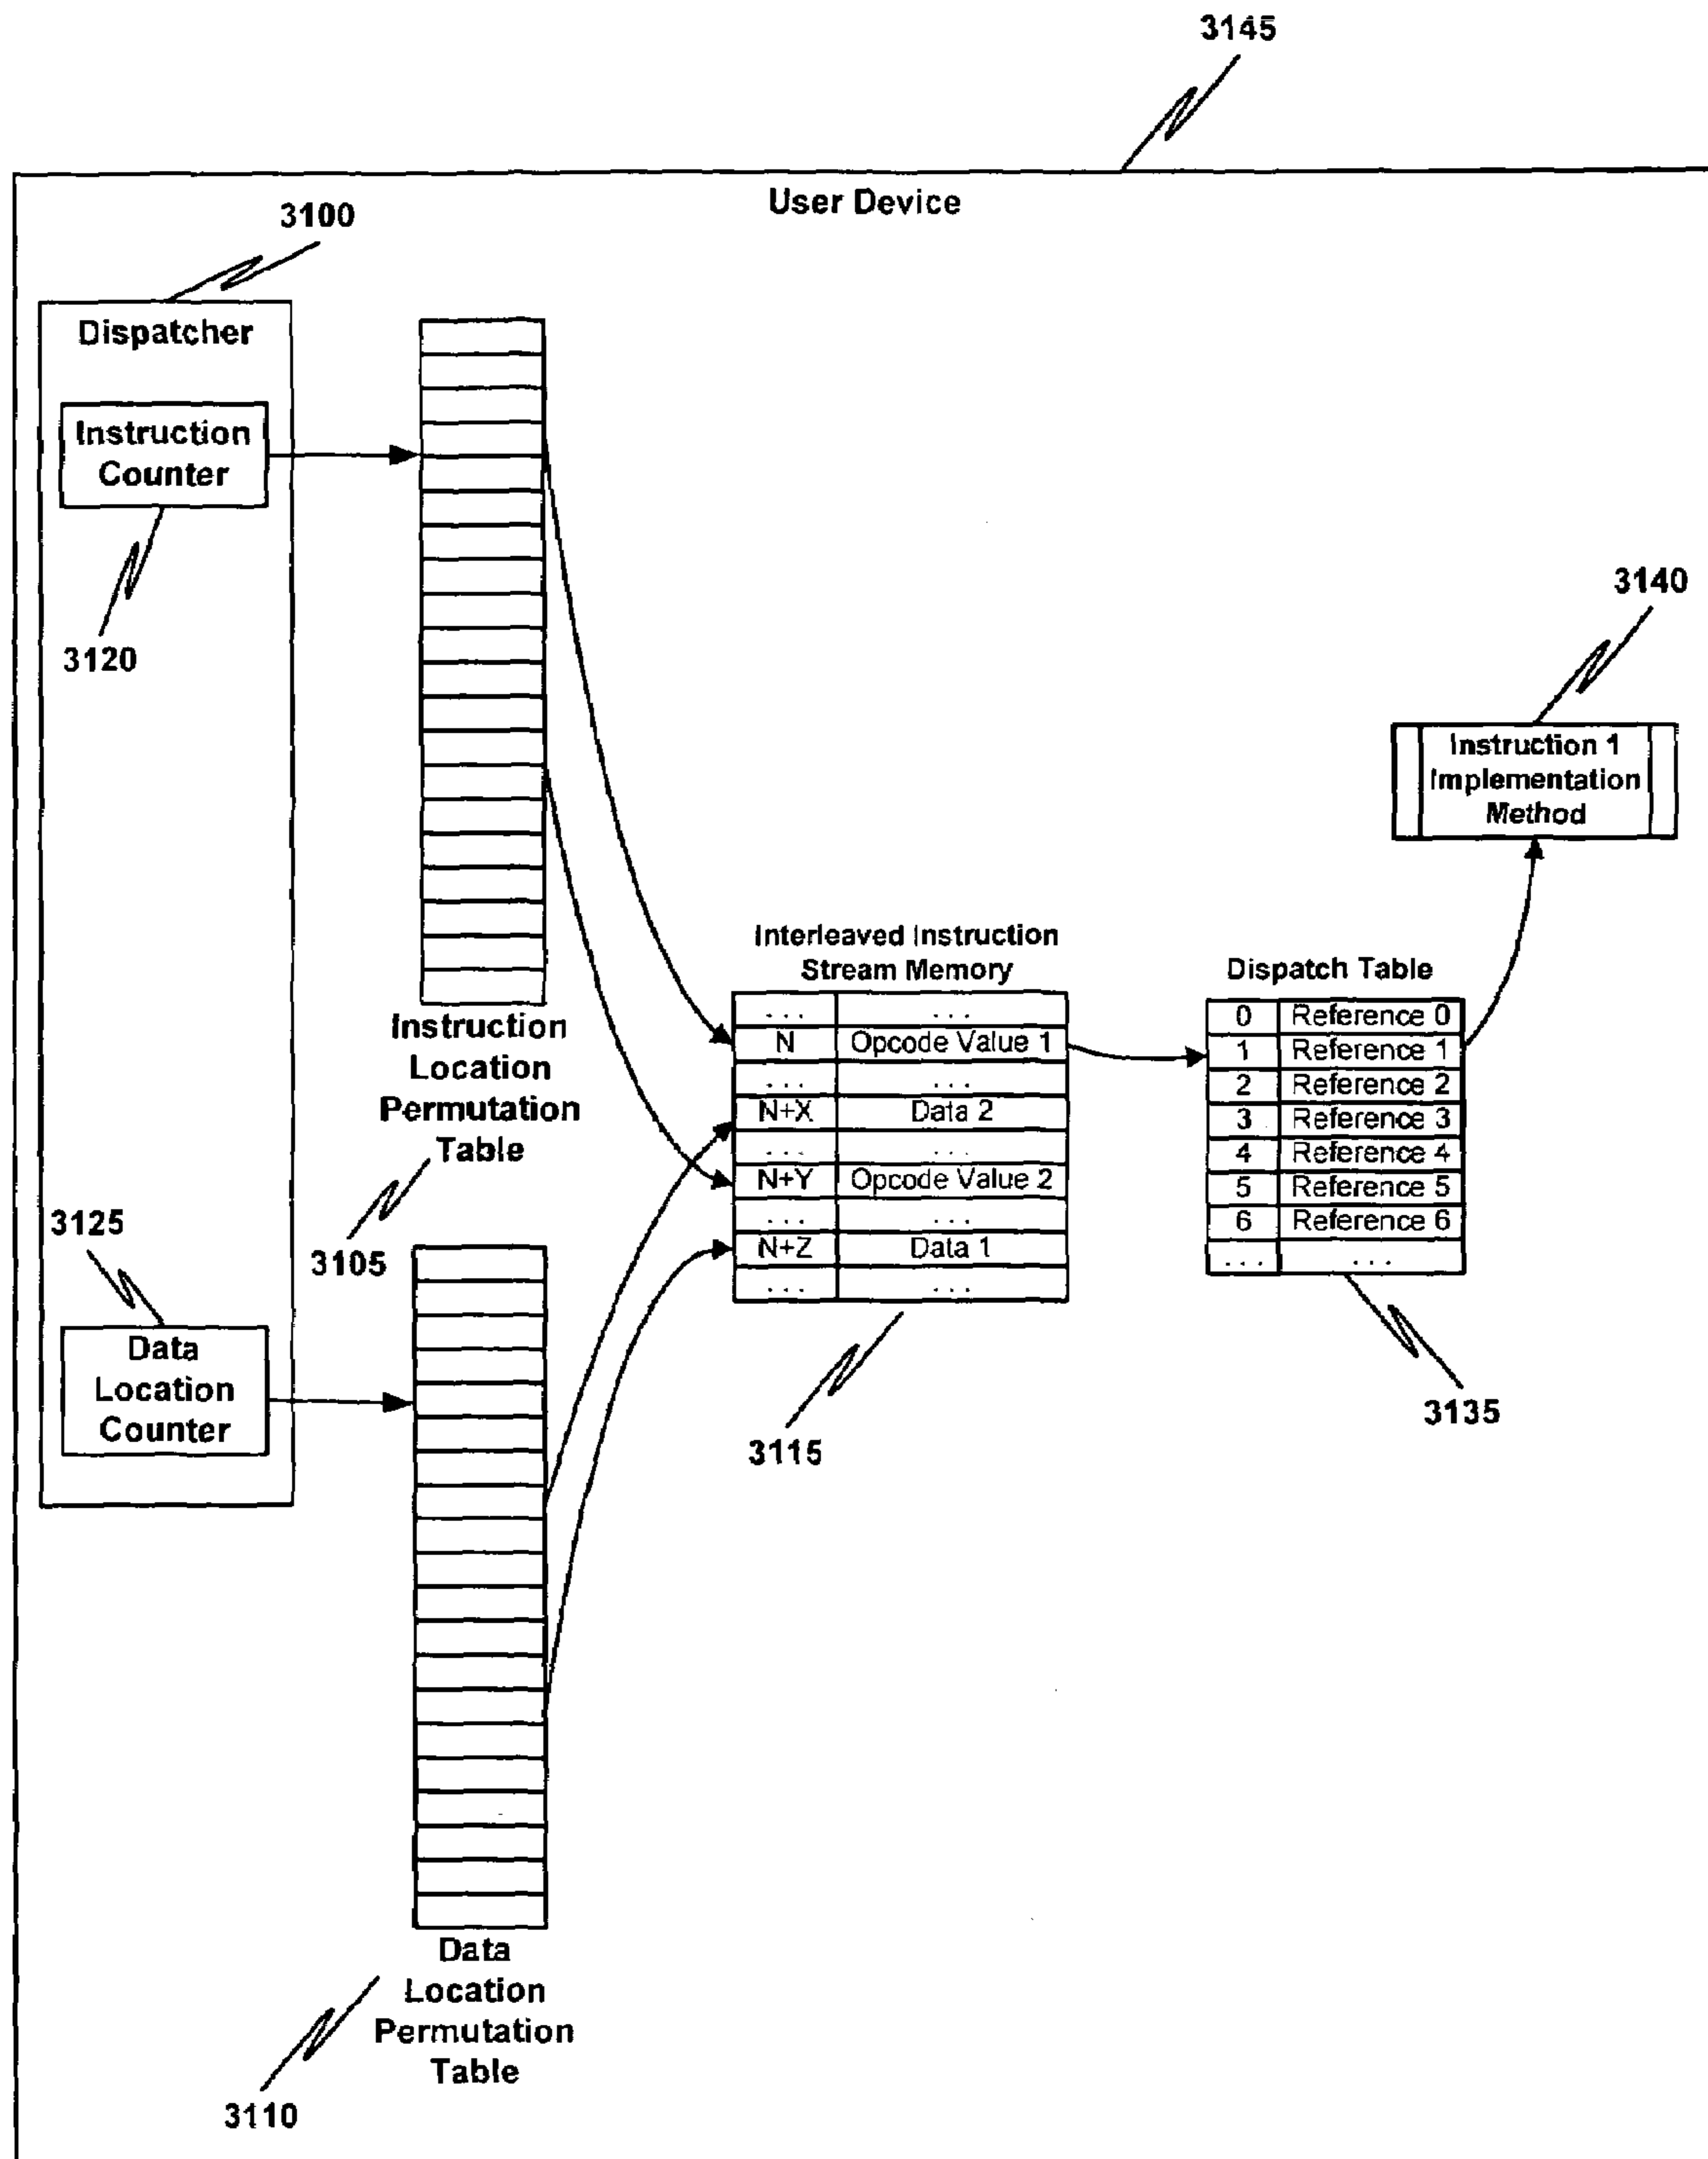 3145
User Device
3100
Dispatcher
Instruction
Counter
3120
3140
Instruction 1
Implementation
Method
Interleaved Instruction
Stream Memory
... ...
N Opcode Value 1
... ...
N+X Data 2
... ...
N+Y Opcode Value 2
... ...
N+Z Data 1
... ...
3115
Dispatch Table
0 Reference 0
1 Reference 1
2 Reference 2
3 Reference 3
4 Reference 4
5 Reference 5
6 Reference 6
... ...
3135
Instruction
Location
Permutation
Table
3105
3125
Data
Location
Counter
Data
Location
Permutation
Table
3110